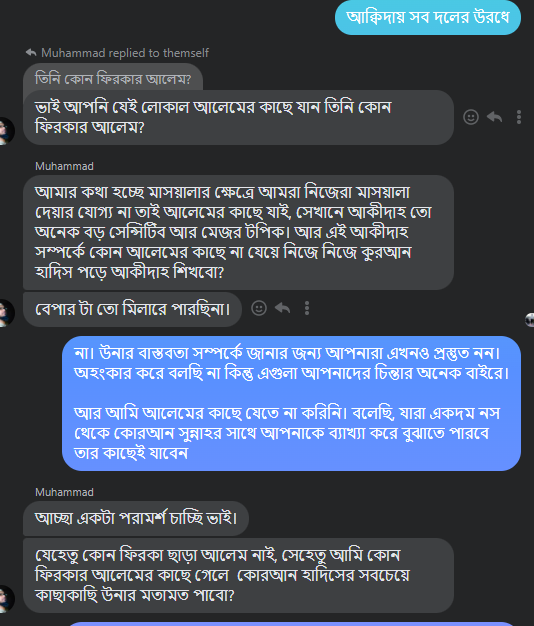 আক্বিদায় সব দলের উরধে
Muhammad replied to themself
তিনি কোন ফিরকার আলেম?
ভাই আপনি যেই লোকাল আলেমের কাছে যান তিনি কোন
ফিরকার আলেম?
Muhammad
আমার কথা হচ্ছে মাসয়ালার ক্ষেত্রে আমরা নিজেরা মাসয়ালা
দেয়ার যোগ্য না তাই আলেমের কাছে যাই, সেখানে আকীদাহ তো
অনেক বড় সেন্সিটিব আর মেজর টপিক। আর এই আকীদাহ
সম্পর্কে কোন আলেমের কাছে না যেয়ে নিজে নিজে কুরআন
হাদিস পড়ে আকীদাহ শিখবো?
বেপার টা তো মিলারে পারছিনা।
না। উনার বাস্তবতা সম্পর্কে জানার জন্য আপনারা এখনও প্রস্তুত নন।
অহংকার করে বলছি না কিন্তু এগুলা আপনাদের চিন্তার অনেক বাইরে।
আর আমি আলেমের কাছে যেতে না করিনি। বলেছি, যারা একদম নস
থেকে কোরআন সুন্নাহর সাথে আপনাকে ব্যাখ্যা করে বুঝাতে পারবে
তার কাছেই যাবেন
Muhammad
আচ্ছা একটা পরামর্শ চাচ্ছি ভাই।
যেহেতু কোন ফিরকা ছাড়া আলেম নাই, সেহেতু আমি কোন
ফিরকার আলেমের কাছে গেলে কোরআন হাদিসের সবচেয়ে
কাছাকাছি উনার মতামত পাবো?